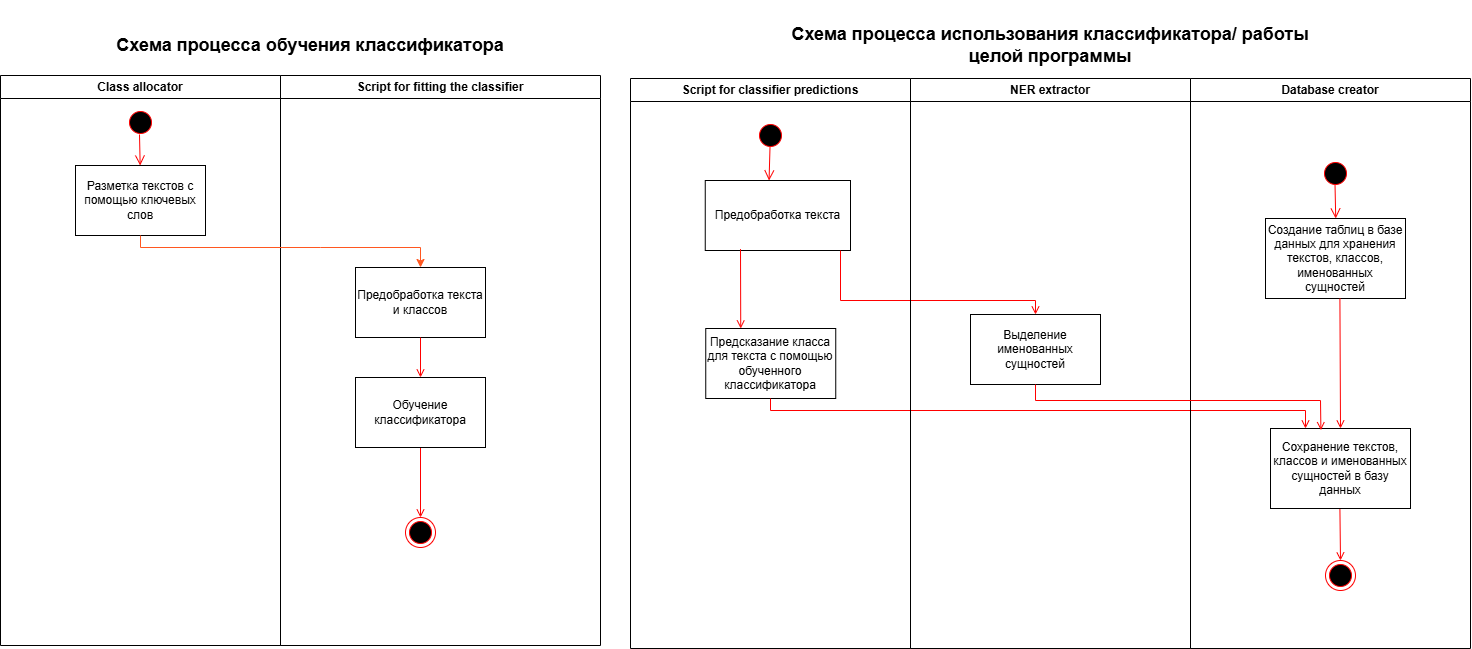 Схема процесса обучения классификатора
Class allocator
Script for fitting the classifier
Разметка текстов с
помощью ключевых
слов
Предобработка текста
и классов
Обучение
классификатора
Схема процесса использования классификатора/ работы
целой программы
Script for classifier predictions
NER extractor
Database creator
Предобработка текста
Создание таблиц в базе
данных для хранения
текстов, классов,
именованных
сущностей
Предсказание класса
для текста с помощью
обученного
классификатора
Выделение
именованных
сущностей
Сохранение текстов,
классов и именованных
сущностей в базу
данных